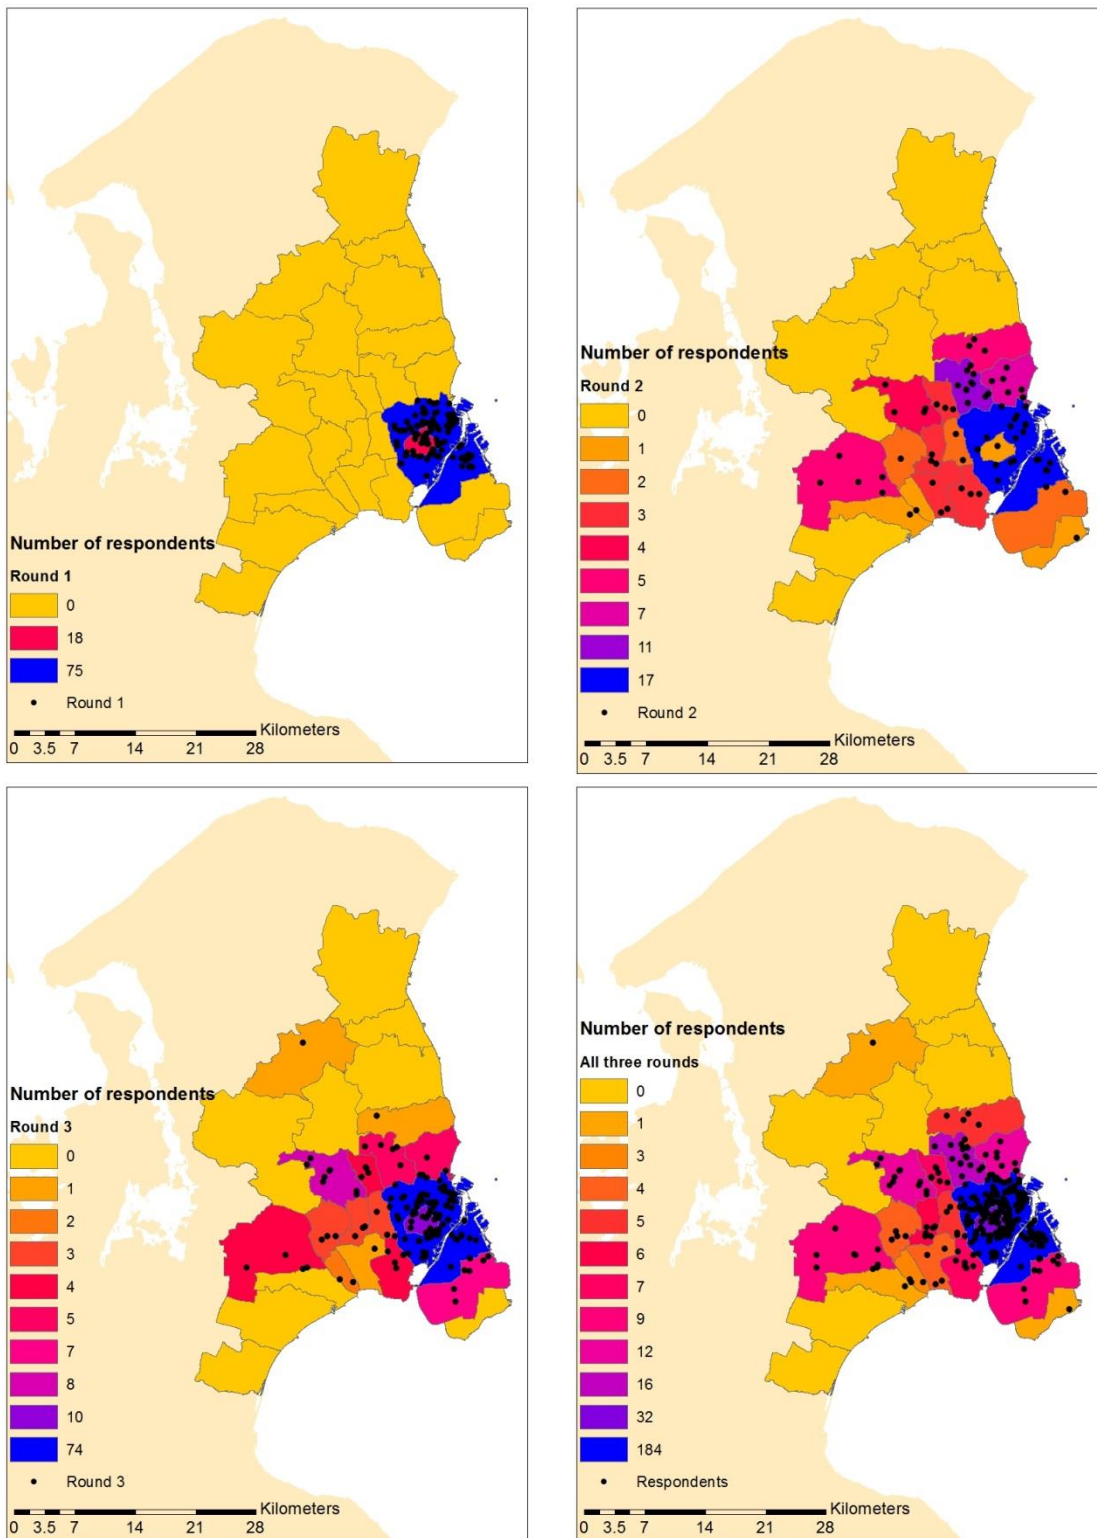 Number of respondents
Round 1
0
18
75
Round 1
Kilometers
0 3.5 7 14 21 28
Number of respondents
Round 2
0
1
2
3
4
5
7
11
17
Round 2
Kilometers
0 3.5 7 14 21 28
Number of respondents
Round 3
0
1
2
3
4
5
7
8
10
74
Round 3
Kilometers
0 3.5 7 14 21 28
Number of respondents
All three rounds
0
1
3
4
5
6
7
9
12
16
32
184
Respondents
Kilometers
0 3.5 7 14 21 28